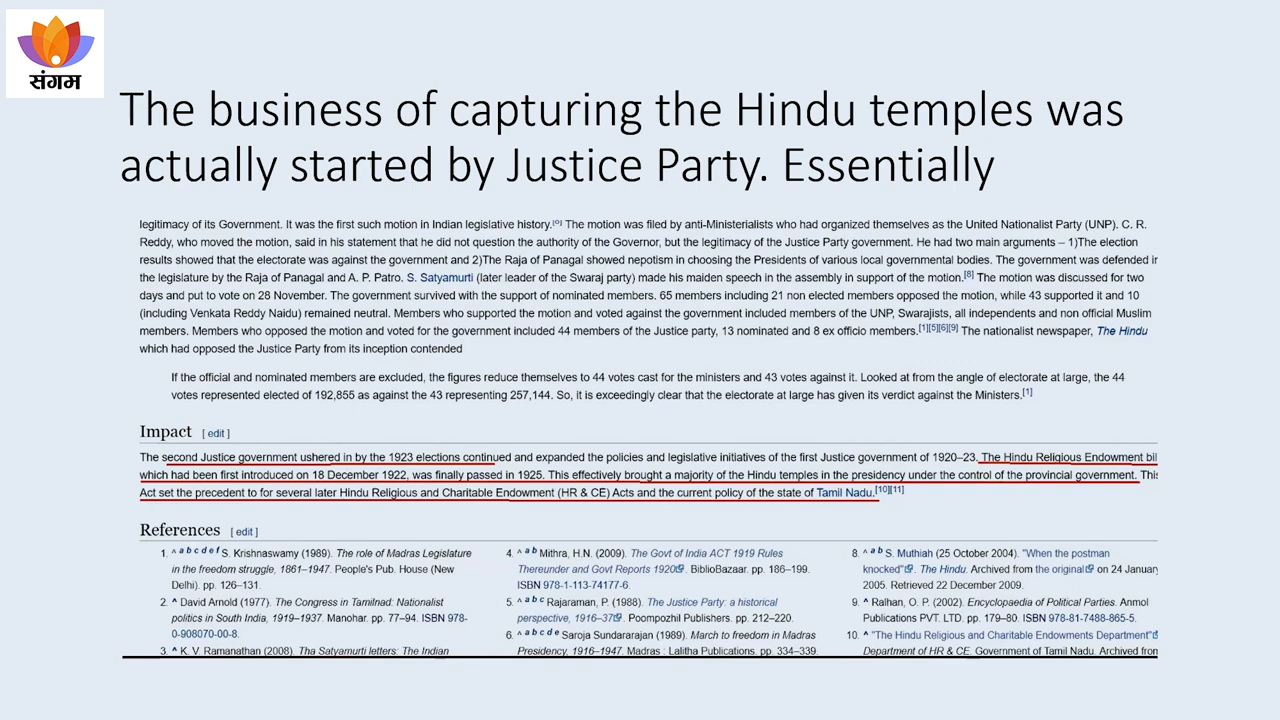 संगम
The business of capturing the Hindu temples was
actually started by Justice Party. Essentially
legitimacy of its Government. It was the first such motion in Indian legislative history.[o] The motion was filed by anti-Ministerialists who had organized themselves as the United Nationalist Party (UNP). C. R.
Reddy, who moved the motion, said in his statement that he did not question the authority of the Governor, but the legitimacy of the Justice Party government. He had two main arguments – 1)The election
results showed that the electorate was against the government and 2)The Raja of Panagal showed nepotism in choosing the Presidents of various local governmental bodies. The government was defended ir
the legislature by the Raja of Panagal and A. P. Patro. S. Satyamurti (later leader of the Swaraj party) made his maiden speech in the assembly in support of the motion.[8] The motion was discussed for two
days and put to vote on 28 November. The government survived with the support of nominated members. 65 members including 21 non elected members opposed the motion, while 43 supported it and 10
(including Venkata Reddy Naidu) remained neutral. Members who supported the motion and voted against the government included members of the UNP, Swarajists, all independents and non official Muslim
members. Members who opposed the motion and voted for the government included 44 members of the Justice party, 13 nominated and 8 ex officio members.[1][5][6][9] The nationalist newspaper, The Hindu
which had opposed the Justice Party from its inception contended
If the official and nominated members are excluded, the figures reduce themselves to 44 votes cast for the ministers and 43 votes against it. Looked at from the angle of electorate at large, the 44
votes represented elected of 192,855 as against the 43 representing 257,144. So, it is exceedingly clear that the electorate at large has given its verdict against the Ministers.[1]
Impact [ edit ]
The second Justice government ushered in by the 1923 elections continued and expanded the policies and legislative initiatives of the first Justice government of 1920–23. The Hindu Religious Endowment bil
which had been first introduced on 18 December 1922, was finally passed in 1925. This effectively brought a majority of the Hindu temples in the presidency under the control of the provincial government. This
Act set the precedent to for several later Hindu Religious and Charitable Endowment (HR & CE) Acts and the current policy of the state of Tamil Nadu.[10][11]
References [ edit ]
1. ^ a b c d e f S. Krishnaswamy (1989). The role of Madras Legislature
in the freedom struggle, 1861–1947. People's Pub. House (New
Delhi). pp. 126–131.
2. ^ David Arnold (1977). The Congress in Tamilnad: Nationalist
politics in South India, 1919–1937. Manohar. pp. 77–94. ISBN 978-
0-908070-00-8.
3. ^ K. V. Ramanathan (2008). Tha Satyamurti letters: The Indian
4. ^ a b Mithra, H.N. (2009). The Govt of India ACT 1919 Rules
Thereunder and Govt Reports 1920. BiblioBazaar. pp. 186–199.
ISBN 978-1-113-74177-6.
5. ^ a b c Rajaraman, P. (1988). The Justice Party: a historical
perspective, 1916–37. Poompozhil Publishers. pp. 212–220.
6. ^ a b c d e Saroja Sundararajan (1989). March to freedom in Madras
Presidency, 1916–1947. Madras : Lalitha Publications. pp. 334–339.
8. ^ a b S. Muthiah (25 October 2004). "When the postman
knocked". The Hindu. Archived from the original on 24 January
2005. Retrieved 22 December 2009.
9. ^ Ralhan, O. P. (2002). Encyclopedia of Political Parties. Anmol
Publications PVT. LTD. pp. 179–80. ISBN 978-81-7488-865-5.
10. ^ "The Hindu Religious and Charitable Endowments Department"
Department of HR & CE. Government of Tamil Nadu. Archived from